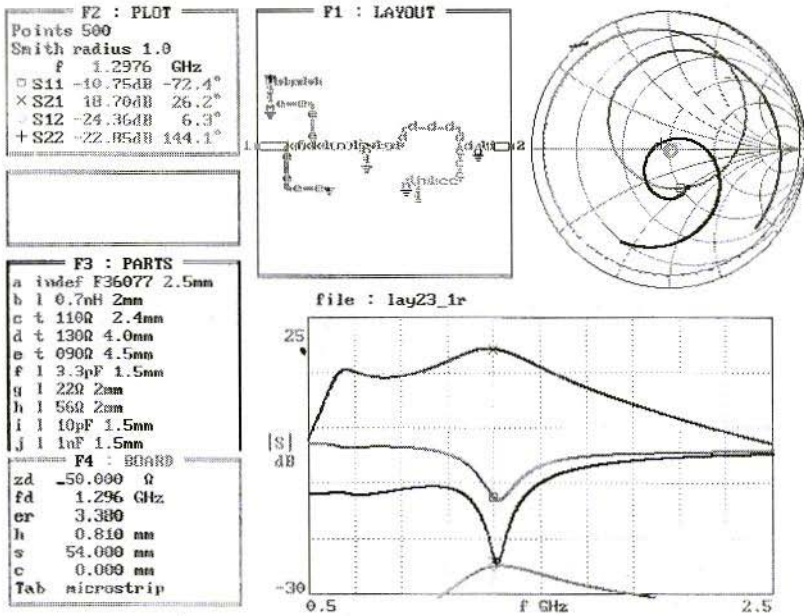 F2 : PLOT
Points 500
Smith radius 1.0
f 1.2976 GHz
S11 -10.75dB -72.4°
× S21 18.70dB 26.2°
S12 -24.36dB 6.3°
+ S22 -22.85dB 144.1°
F1 : LAYOUT
1
2
F3 : PARTS
a indef F36077 2.5mm
b l 0.7nH 2mm
c t 110Ω 2.4mm
d t 130Ω 4.0mm
e t 090Ω 4.5mm
f l 3.3pF 1.5mm
g l 22Ω 2mm
h l 56Ω 2mm
i l 10pF 1.5mm
j l 1nF 1.5mm
F4 : BOARD
zd 50.000 Ω
fd 1.296 GHz
er 3.380
h 0.810 mm
s 54.000 mm
c 0.000 mm
Tab microstrip
file : lay23_1r
25
|S|
dB
-30
0.5 f GHz 2.5